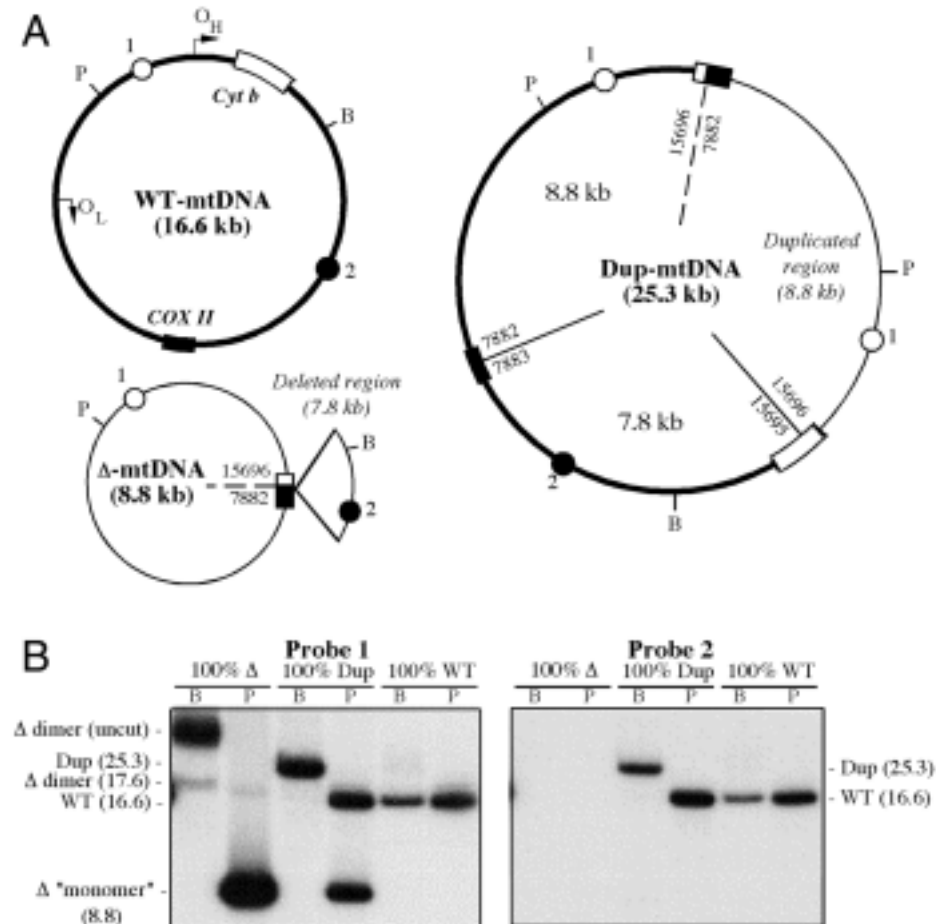 A
O_H
1
P
Cyt b
B
WT-mtDNA
(16.6 kb)
O_L
2
COX II
1
P
Deleted region
(7.8 kb)
B
Δ-mtDNA
(8.8 kb)
15696
7882
2
1
P
15696
7882
8.8 kb
Duplicated
region
(8.8 kb)
P
Dup-mtDNA
(25.3 kb)
1
7882
7883
15696
15695
7.8 kb
2
B
B
Probe 1
100% Δ 100% Dup 100% WT
B P B P B P
Δ dimer (uncut) -
Dup (25.3) -
Δ dimer (17.6) -
WT (16.6) -
Δ "monomer" -
(8.8)
Probe 2
100% Δ 100% Dup 100% WT
B P B P B P
- Dup (25.3)
- WT (16.6)